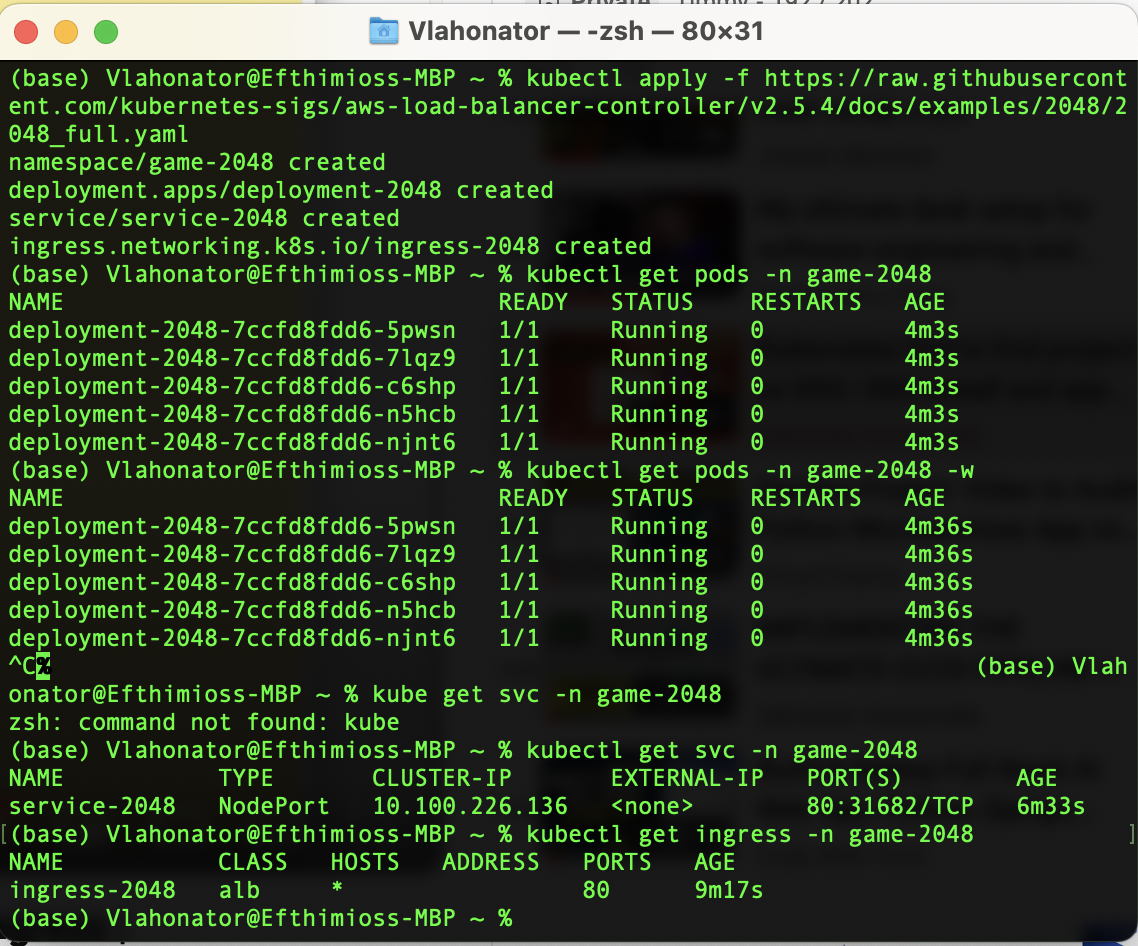 Vlahonator — -zsh — 80×31
(base) Vlahonator@Efthimioss-MBP ~ % kubectl apply -f https://raw.githubusercont
ent.com/kubernetes-sigs/aws-load-balancer-controller/v2.5.4/docs/examples/2048/2
048_full.yaml
namespace/game-2048 created
deployment.apps/deployment-2048 created
service/service-2048 created
ingress.networking.k8s.io/ingress-2048 created
(base) Vlahonator@Efthimioss-MBP ~ % kubectl get pods -n game-2048
NAME READY STATUS RESTARTS AGE
deployment-2048-7ccfd8fdd6-5pwsn 1/1 Running 0 4m3s
deployment-2048-7ccfd8fdd6-7lqz9 1/1 Running 0 4m3s
deployment-2048-7ccfd8fdd6-c6shp 1/1 Running 0 4m3s
deployment-2048-7ccfd8fdd6-n5hcb 1/1 Running 0 4m3s
deployment-2048-7ccfd8fdd6-njnt6 1/1 Running 0 4m3s
(base) Vlahonator@Efthimioss-MBP ~ % kubectl get pods -n game-2048 -w
NAME READY STATUS RESTARTS AGE
deployment-2048-7ccfd8fdd6-5pwsn 1/1 Running 0 4m36s
deployment-2048-7ccfd8fdd6-7lqz9 1/1 Running 0 4m36s
deployment-2048-7ccfd8fdd6-c6shp 1/1 Running 0 4m36s
deployment-2048-7ccfd8fdd6-n5hcb 1/1 Running 0 4m36s
deployment-2048-7ccfd8fdd6-njnt6 1/1 Running 0 4m36s
^C% (base) Vlah
onator@Efthimioss-MBP ~ % kube get svc -n game-2048
zsh: command not found: kube
(base) Vlahonator@Efthimioss-MBP ~ % kubectl get svc -n game-2048
NAME TYPE CLUSTER-IP EXTERNAL-IP PORT(S) AGE
service-2048 NodePort 10.100.226.136 <none> 80:31682/TCP 6m33s
[(base) Vlahonator@Efthimioss-MBP ~ % kubectl get ingress -n game-2048 ]
NAME CLASS HOSTS ADDRESS PORTS AGE
ingress-2048 alb * 80 9m17s
(base) Vlahonator@Efthimioss-MBP ~ %